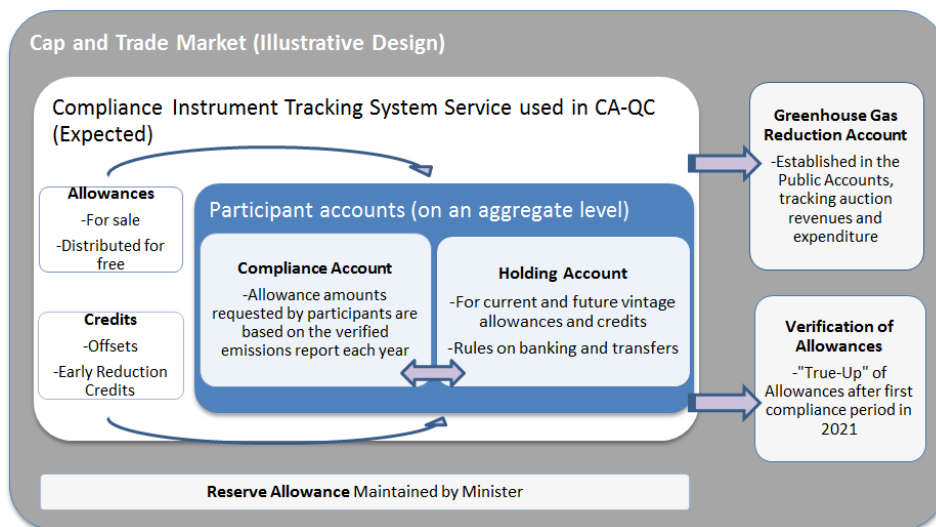 Cap and Trade Market (Illustrative Design)
Compliance Instrument Tracking System Service used in CA-QC
(Expected)
Allowances
-For sale
-Distributed for
free
Credits
-Offsets
-Early Reduction
Credits
Participant accounts (on an aggregate level)
Compliance Account
-Allowance amounts
requested by participants are
based on the verified
emissions report each year
Holding Account
-For current and future vintage
allowances and credits
-Rules on banking and transfers
Greenhouse Gas
Reduction Account
-Established in the
Public Accounts,
tracking auction
revenues and
expenditure
Verification of
Allowances
-"True-Up" of
Allowances after first
compliance period in
2021
Reserve Allowance Maintained by Minister